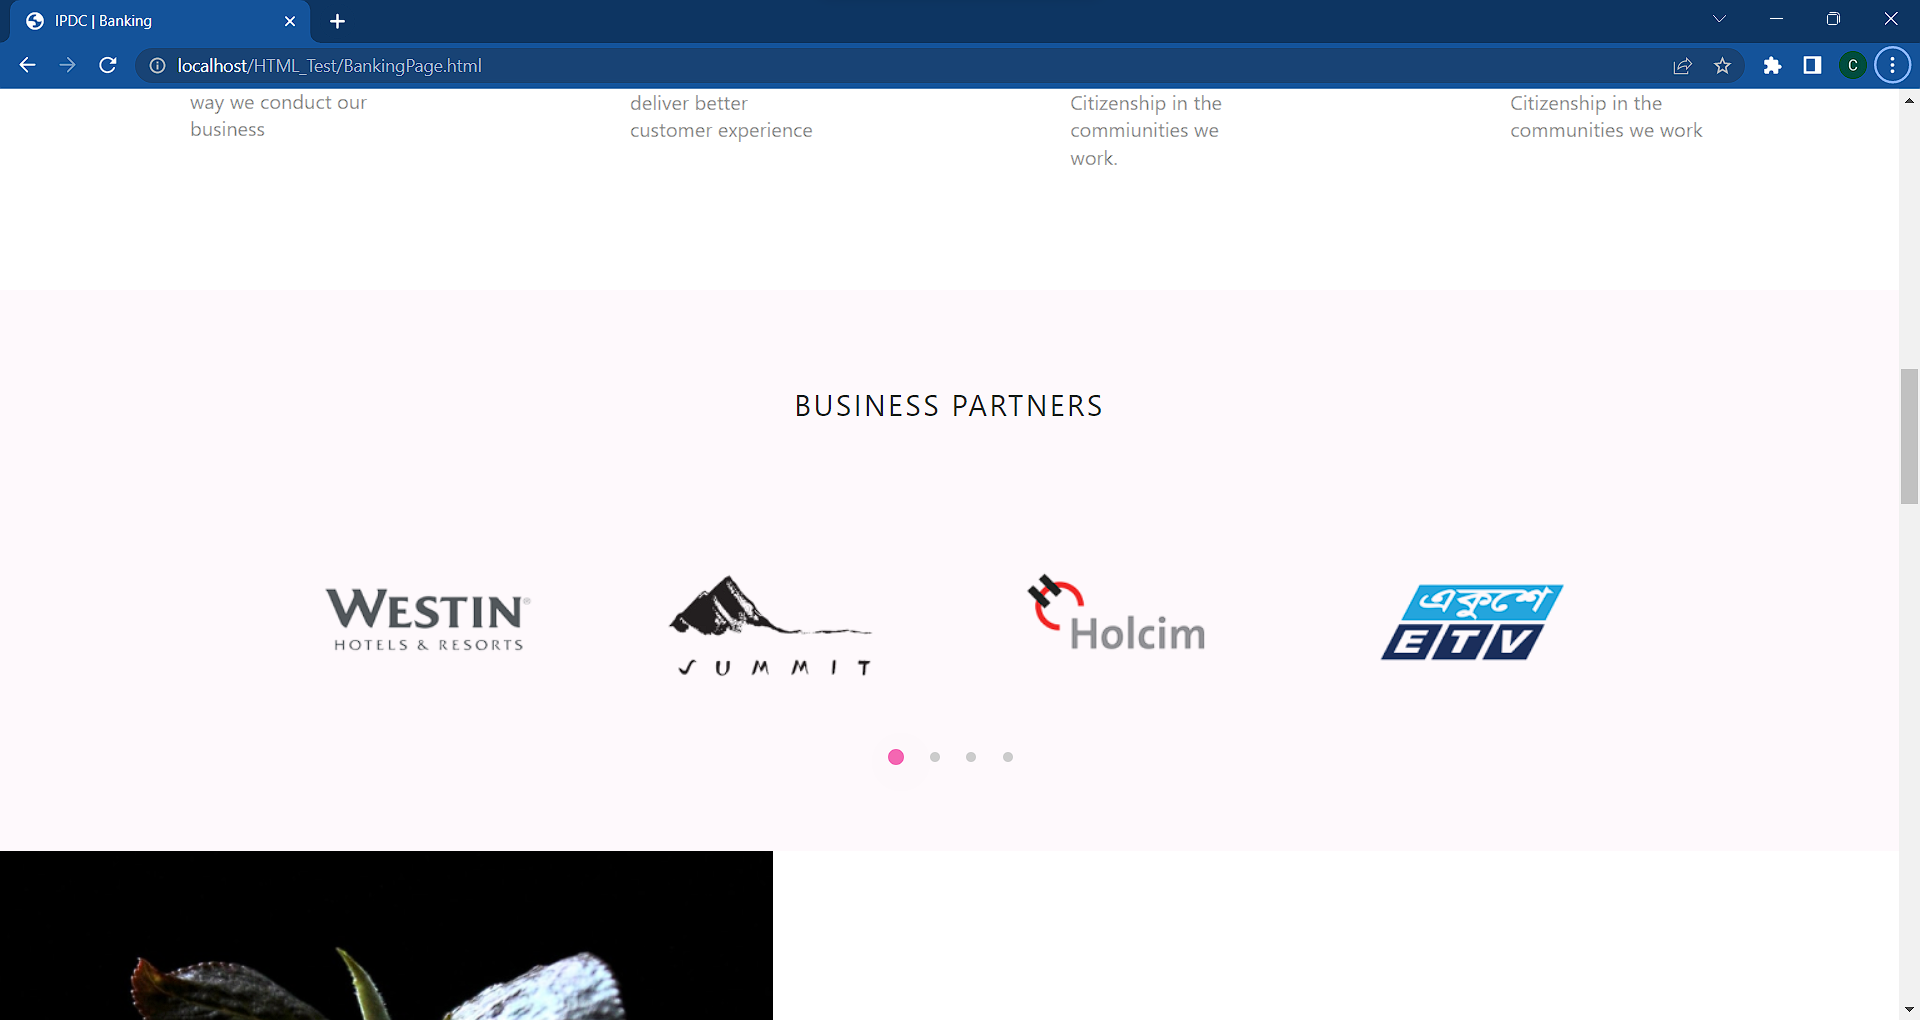 IPDC | Banking
localhost/HTML_Test/BankingPage.html
C
way we conduct our
business
deliver better
customer experience
Citizenship in the
commiunities we
work.
Citizenship in the
communities we work
BUSINESS PARTNERS
WESTIN®
HOTELS & RESORTS
SUMMIT
Holcim
একুশে
ETV